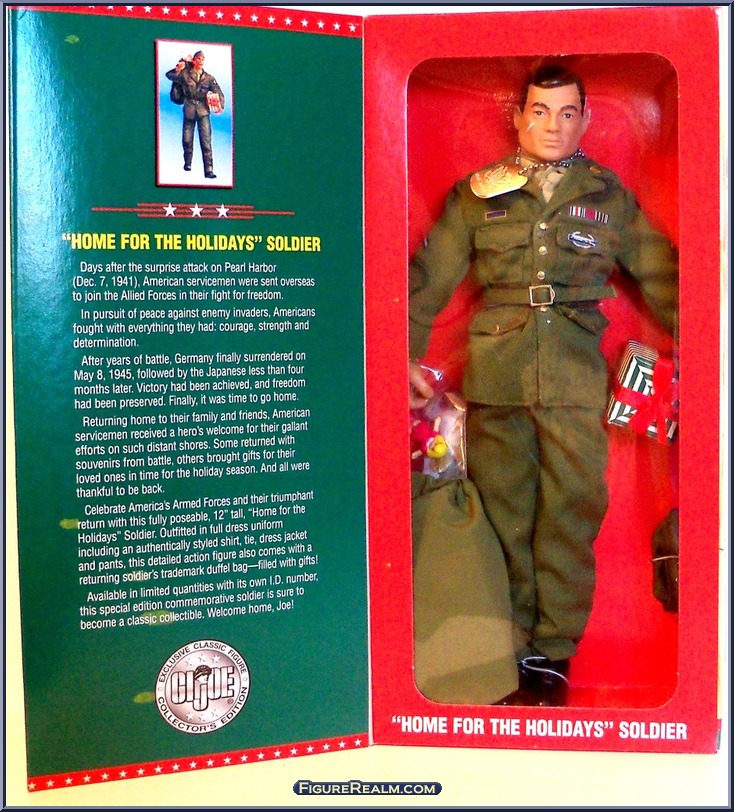 "HOME FOR THE HOLIDAYS" SOLDIER
Days after the surprise attack on Pearl Harbor
(Dec. 7, 1941), American servicemen were sent overseas
to join the Allied Forces in their fight for freedom.
In pursuit of peace against enemy invaders, Americans
fought with everything they had: courage, strength and
determination.
After years of battle, Germany finally surrendered on
May 8, 1945, followed by the Japanese less than four
months later. Victory had been achieved, and freedom
had been preserved. Finally, it was time to go home.
Returning home to their family and friends, American
servicemen received a hero's welcome for their gallant
efforts on such distant shores. Some returned with
souvenirs from battle, others brought gifts for their
loved ones in time for the holiday season. And all were
thankful to be back.
Celebrate America's Armed Forces and their triumphant
return with this fully poseable, 12" tall, "Home for the
Holidays" Soldier. Outfitted in full dress uniform
including an authentically styled shirt, tie, dress jacket
and pants, this detailed action figure also comes with a
returning soldier's trademark duffel bag—filled with gifts!
Available in limited quantities with its own I.D. number,
this special edition commemorative soldier is sure to
become a classic collectible. Welcome home, Joe!
EXCLUSIVE CLASSIC FIGURE
GI JOE
COLLECTOR'S EDITION
"HOME FOR THE HOLIDAYS" SOLDIER
FIGUREREALM.COM